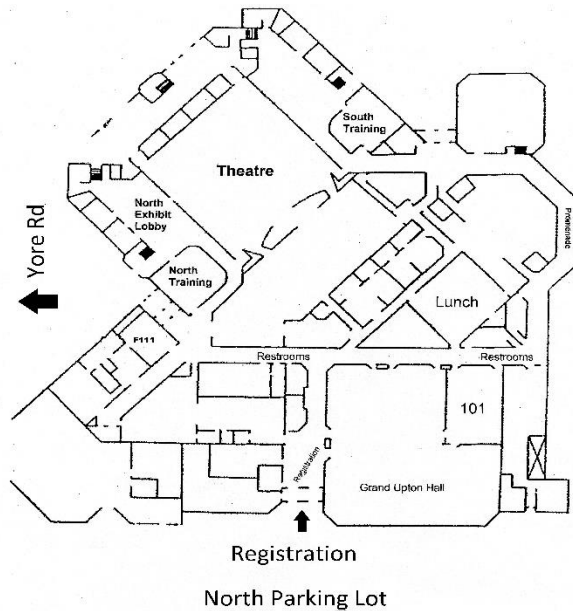 South
Training
Theatre
North
Exhibit
Lobby
Promenade
Yore Rd
North
Training
Lunch
F111
Restrooms
Restrooms
101
Registration
Grand Upton Hall
Registration
North Parking Lot